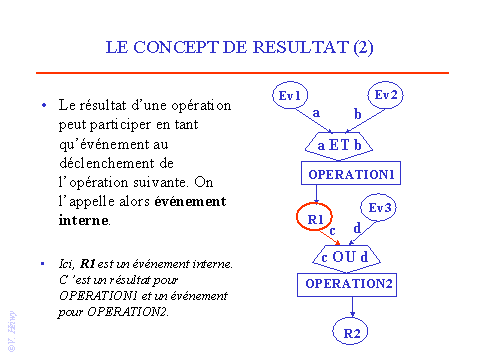 LE CONCEPT DE RESULTAT (2)
• Le résultat d'une opération
peut participer en tant
qu'événement au
déclenchement de
l'opération suivante. On
l'appelle alors événement
interne.
• Ici, R1 est un événement interne.
C 'est un résultat pour
OPERATION1 et un événement
pour OPERATION2.
Ev1
Ev2
a
b
a ET b
OPERATION1
R1
Ev3
c
d
c OU d
OPERATION2
R2